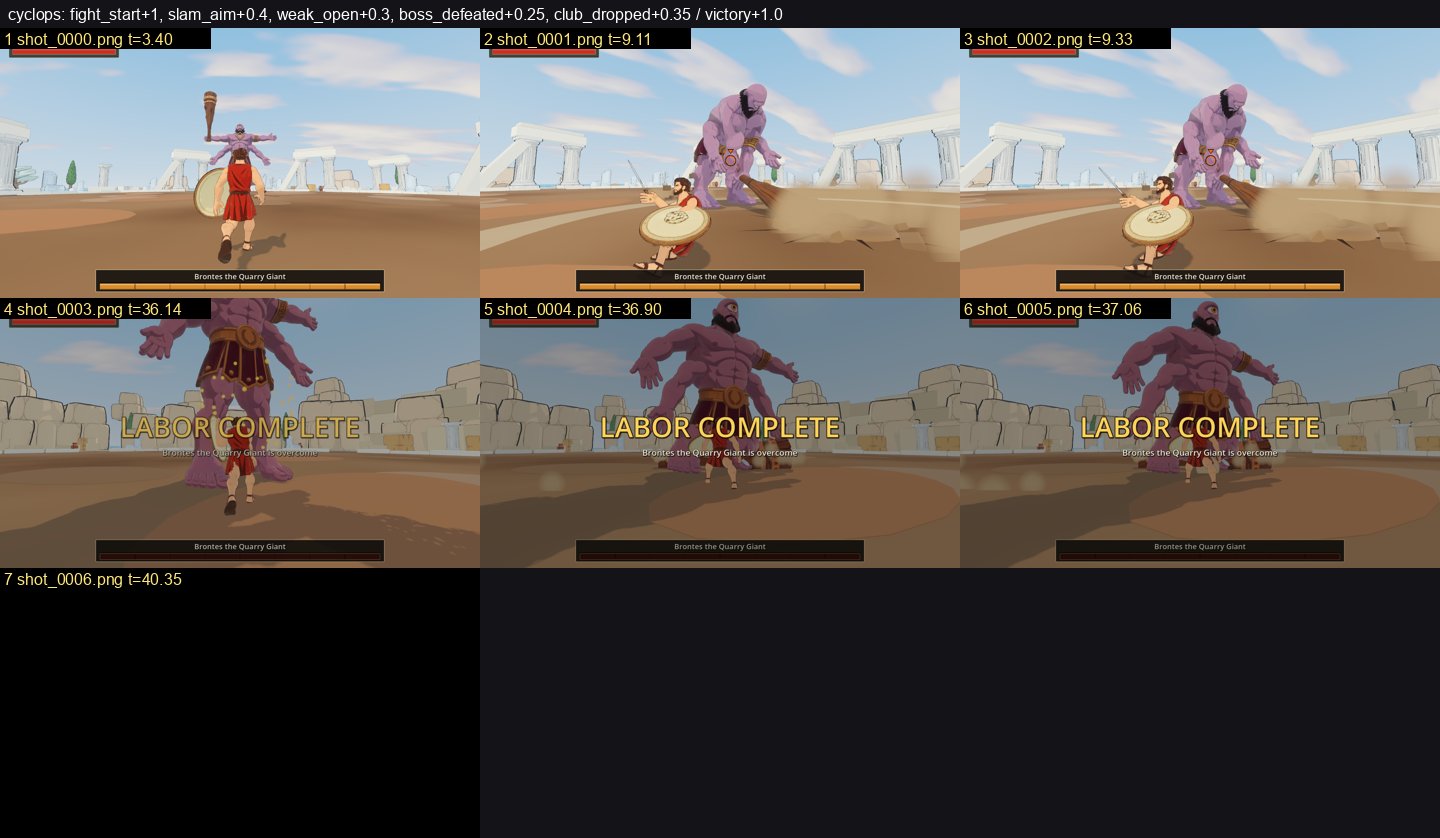 cyclops: fight_start+1, slam_aim+0.4, weak_open+0.3, boss_defeated+0.25, club_dropped+0.35 / victory+1.0
1 shot_0000.png t=3.40
2 shot_0001.png t=9.11
3 shot_0002.png t=9.33
Brontes the Quarry Giant
Brontes the Quarry Giant
Brontes the Quarry Giant
4 shot_0003.png t=36.14
5 shot_0004.png t=36.90
6 shot_0005.png t=37.06
LABOR COMPLETE
LABOR COMPLETE
LABOR COMPLETE
Brontes the Quarry Giant is overcome
Brontes the Quarry Giant is overcome
Brontes the Quarry Giant is overcome
Brontes the Quarry Giant
Brontes the Quarry Giant
Brontes the Quarry Giant
7 shot_0006.png t=40.35